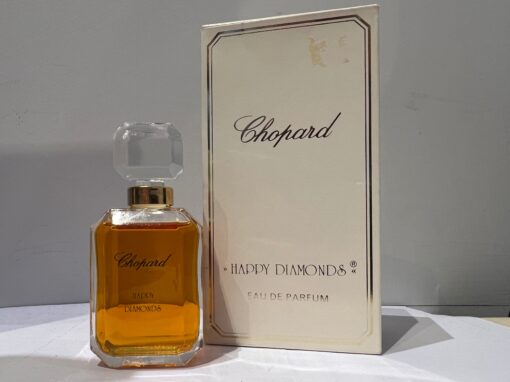 Chopard
HAPPY
DIAMONDS
Chopard
» HAPPY DIAMONDS ® «
EAU DE PARFUM